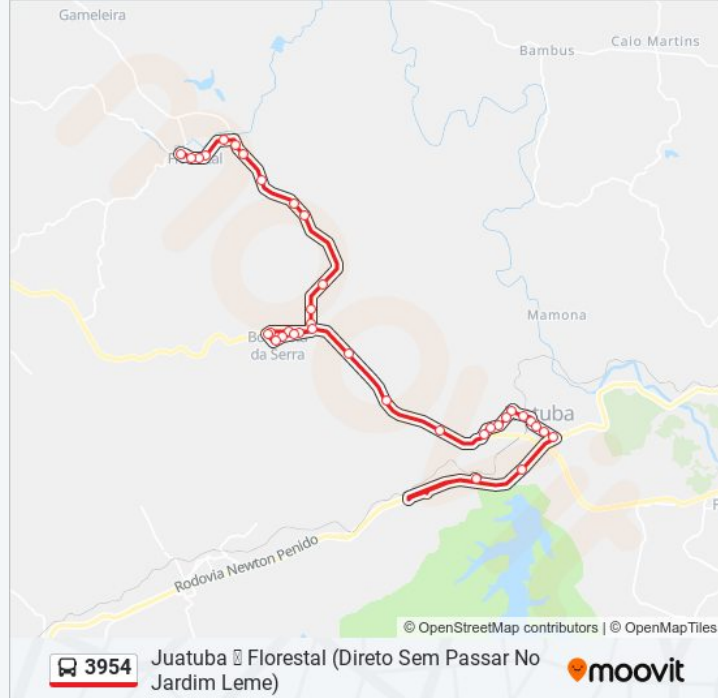 Gameleira
Caio Martins
Bambus
Mamona
da Serra
Rodovia Newton Penido
© OpenStreetMap contributors | © OpenMapTiles
3954
Juatuba ▯ Florestal (Direto Sem Passar No
Jardim Leme)
moovit